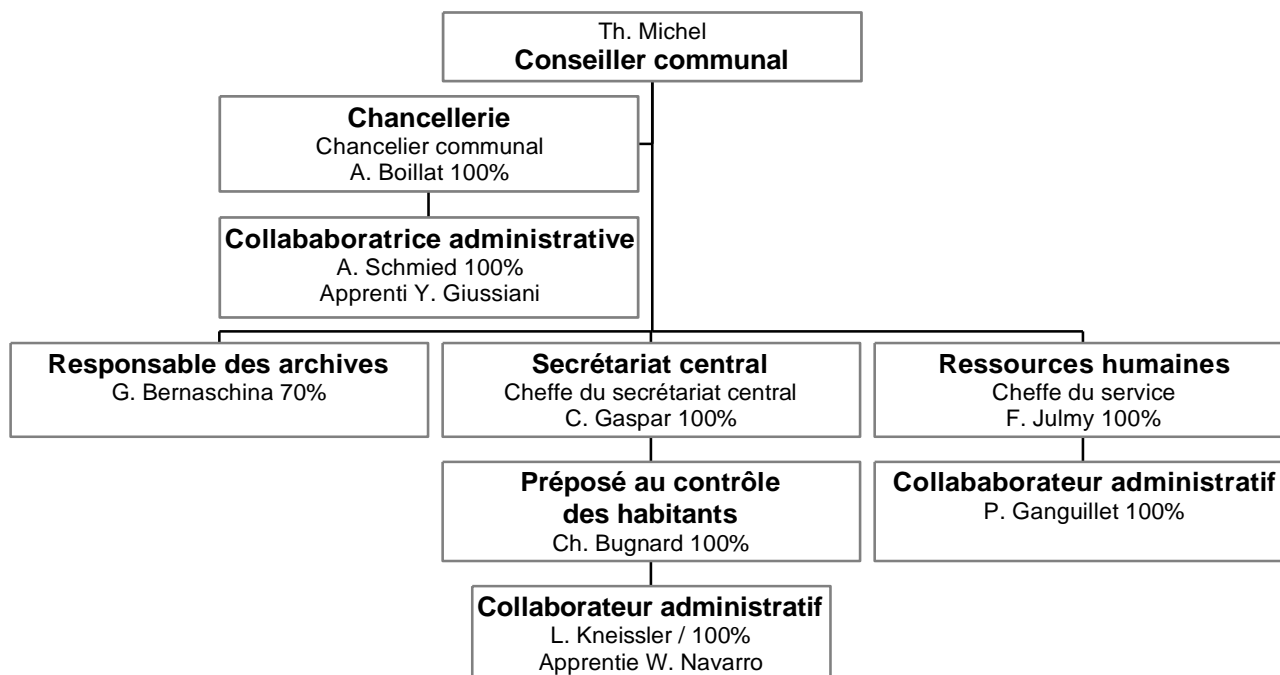 Th. Michel
Conseiller communal
Chancellerie
Chancelier communal
A. Boillat 100%
Collababoratrice administrative
A. Schmied 100%
Apprenti Y. Giussiani
Responsable des archives
G. Bernaschina 70%
Secrétariat central
Cheffe du secrétariat central
C. Gaspar 100%
Ressources humaines
Cheffe du service
F. Julmy 100%
Préposé au contrôle
des habitants
Ch. Bugnard 100%
Collababorateur administratif
P. Ganguillet 100%
Collaborateur administratif
L. Kneissler / 100%
Apprentie W. Navarro